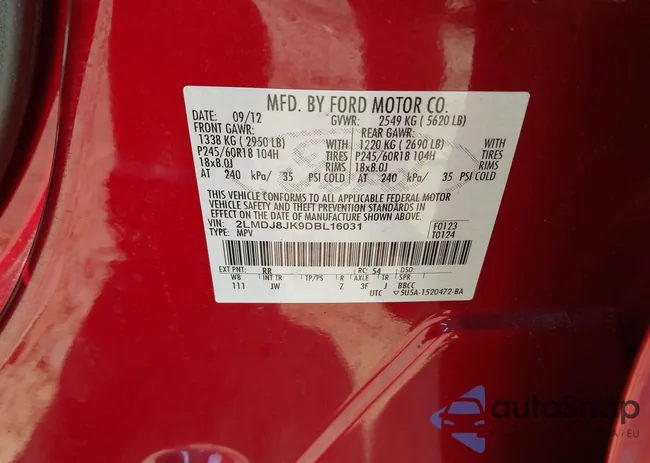 MFD. BY FORD MOTOR CO.
DATE: 09/12 GVWR: 2549 KG ( 5620 LB)
FRONT GAWR: REAR GAWR:
1338 KG ( 2950 LB) WITH 1220 KG ( 2690 LB) WITH
P245/60R18 104H TIRES P245/60R18 104H TIRES
18x8.0J RIMS 18x8.0J RIMS
AT 240 kPa/ 35 PSI COLD AT 240 kPa/ 35 PSI COLD
THIS VEHICLE CONFORMS TO ALL APPLICABLE FEDERAL MOTOR
VEHICLE SAFETY AND THEFT PREVENTION STANDARDS IN
EFFECT ON THE DATE OF MANUFACTURE SHOWN ABOVE.
VIN: 2LMDJ8JK9DBL16031 F0123
TYPE: MPV T0124
EXT PNT: RR RC: 54 DSO:
WB INT TR TP/PS R AXLE TR SPR
111 JW Z 3F J BBCC
UTC ▽5U5A-1520472-BA
autoSnap
EU